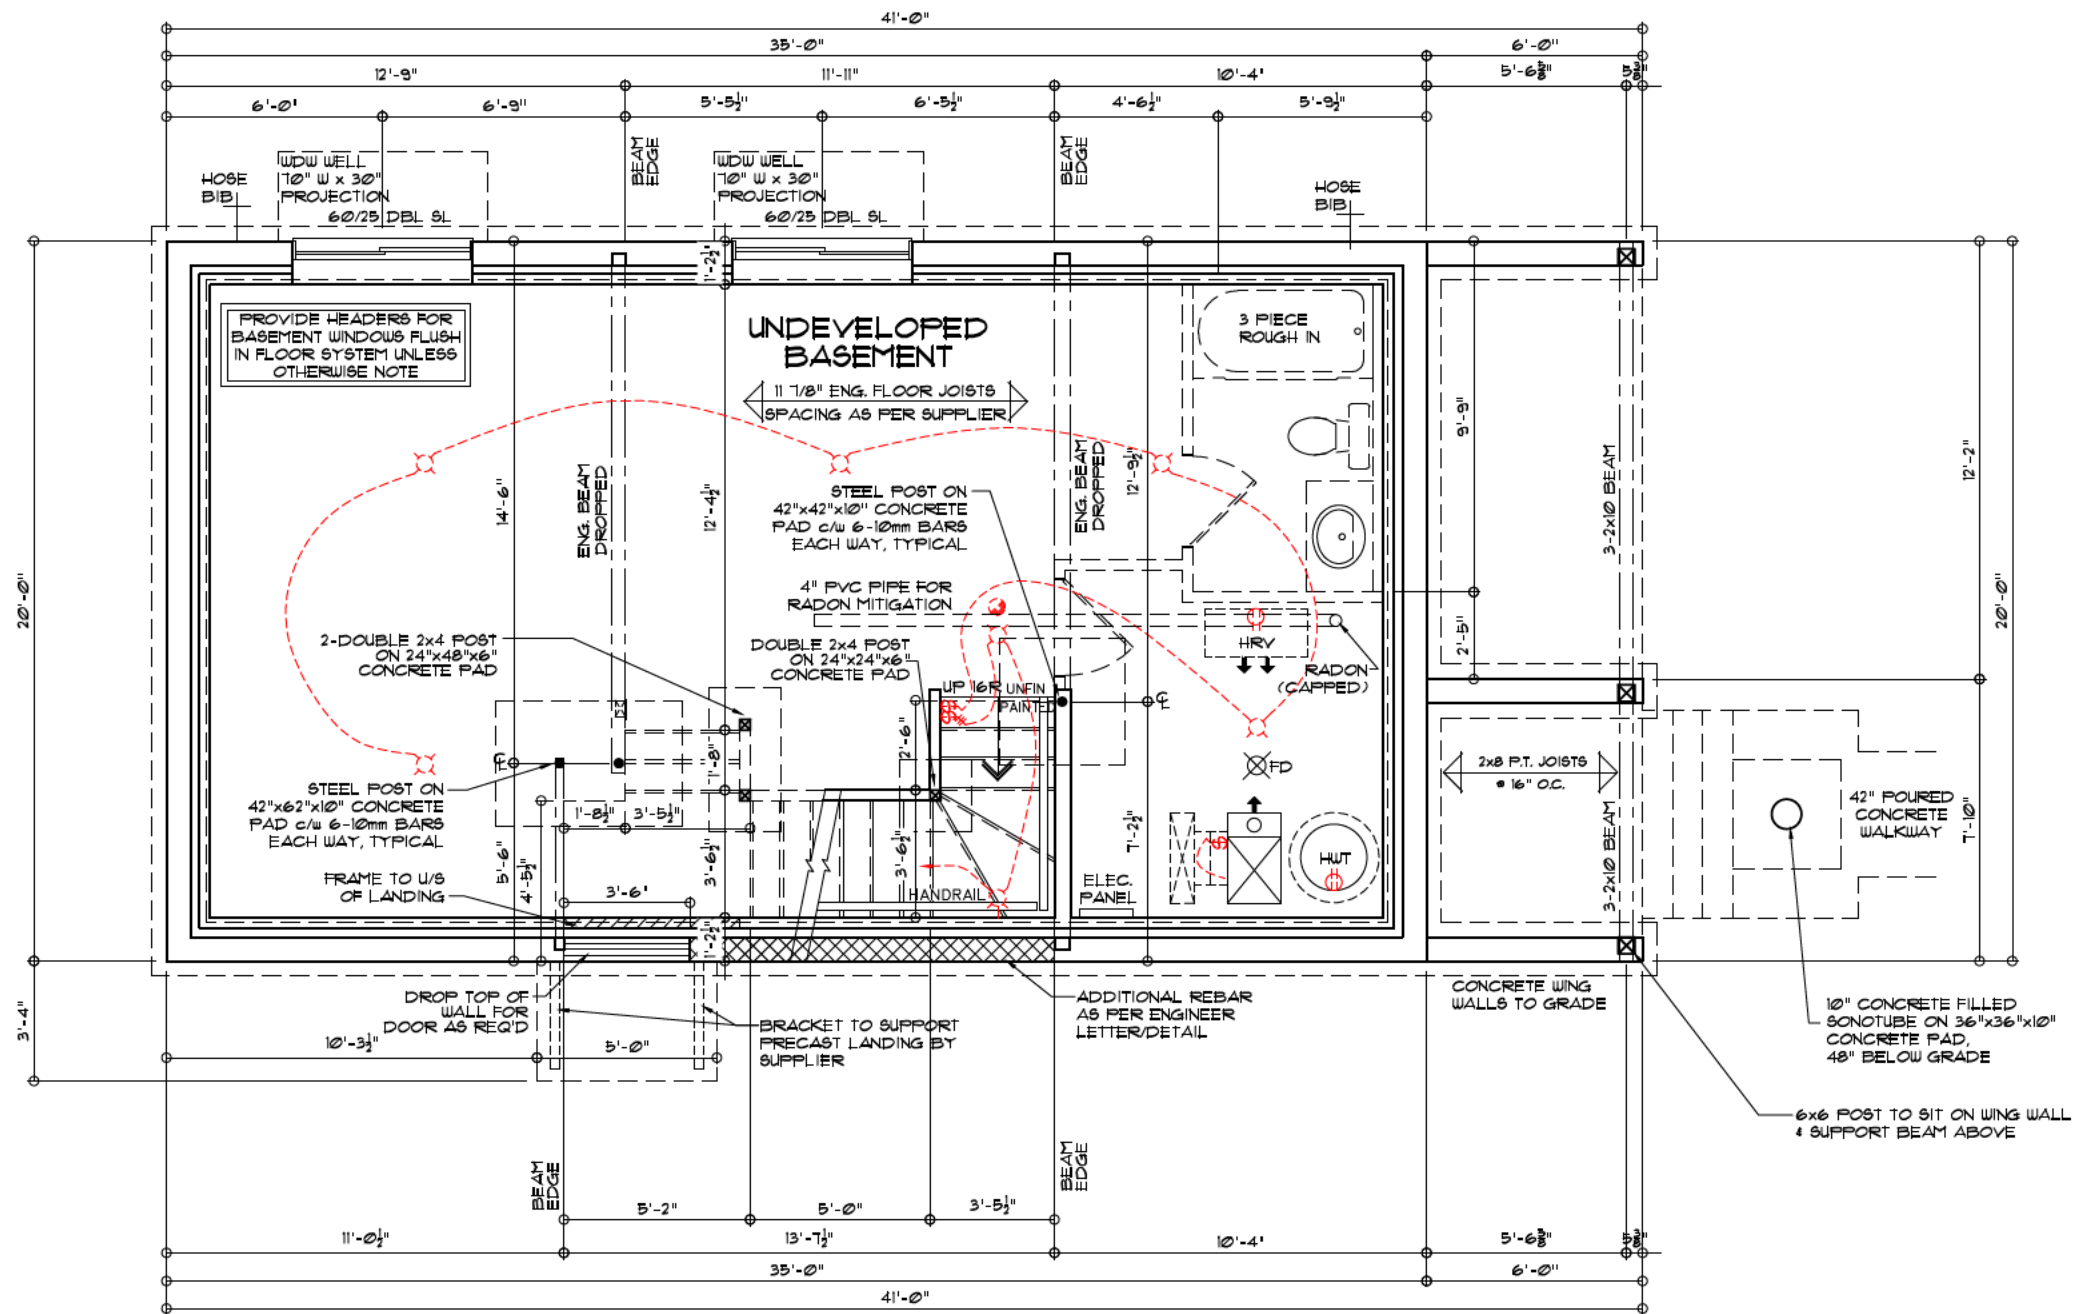 41'-0"
35'-0"
6'-0"
12'-9"
11'-11"
10'-4"
5'-6 5/8"
5 3/8"
6'-0"
6'-9"
5'-5½"
6'-5½"
4'-6½"
5'-9½"
HOSE
BIB
WDW WELL
70" W x 30"
PROJECTION
60/25 DBL SL
BEAM
EDGE
WDW WELL
70" W x 30"
PROJECTION
60/25 DBL SL
BEAM
EDGE
HOSE
BIB
1'-2½"
PROVIDE HEADERS FOR
BASEMENT WINDOWS FLUSH
IN FLOOR SYSTEM UNLESS
OTHERWISE NOTE
UNDEVELOPED
BASEMENT
11 7/8" ENG. FLOOR JOISTS
SPACING AS PER SUPPLIER
3 PIECE
ROUGH IN
20'-0"
14'-6"
ENG. BEAM
DROPPED
12'-4½"
STEEL POST ON
42"x42"x10" CONCRETE
PAD c/w 6-10mm BARS
EACH WAY, TYPICAL
ENG. BEAM
DROPPED
12'-9½"
9'-9"
3-2x10 BEAM
12'-2"
20'-0"
4" PVC PIPE FOR
RADON MITIGATION
2-DOUBLE 2x4 POST
ON 24"x48"x6"
CONCRETE PAD
DOUBLE 2x4 POST
ON 24"x24"x6"
CONCRETE PAD
HRV
RADON
(CAPPED)
2'-5"
UP 16R
UNFIN
PAINTED
2'-6"
1'-8"
STEEL POST ON
42"x62"x10" CONCRETE
PAD c/w 6-10mm BARS
EACH WAY, TYPICAL
1'-8½"
3'-5½"
FD
2x8 P.T. JOISTS
@ 16" O.C.
42" POURED
CONCRETE
WALKWAY
7'-10"
5'-6"
4'-5½"
3'-6½"
3'-6½"
7'-2½"
3-2x10 BEAM
FRAME TO U/S
OF LANDING
3'-6"
HANDRAIL
ELEC.
PANEL
HWT
1'-2½"
3'-4"
DROP TOP OF
WALL FOR
DOOR AS REQ'D
BRACKET TO SUPPORT
PRECAST LANDING BY
SUPPLIER
ADDITIONAL REBAR
AS PER ENGINEER
LETTER/DETAIL
CONCRETE WING
WALLS TO GRADE
10" CONCRETE FILLED
SONOTUBE ON 36"x36"x10"
CONCRETE PAD,
48" BELOW GRADE
10'-3½"
5'-0"
6x6 POST TO SIT ON WING WALL
& SUPPORT BEAM ABOVE
BEAM
EDGE
BEAM
EDGE
5'-2"
5'-0"
3'-5½"
11'-0½"
13'-7½"
10'-4"
5'-6 5/8"
5 3/8"
35'-0"
6'-0"
41'-0"